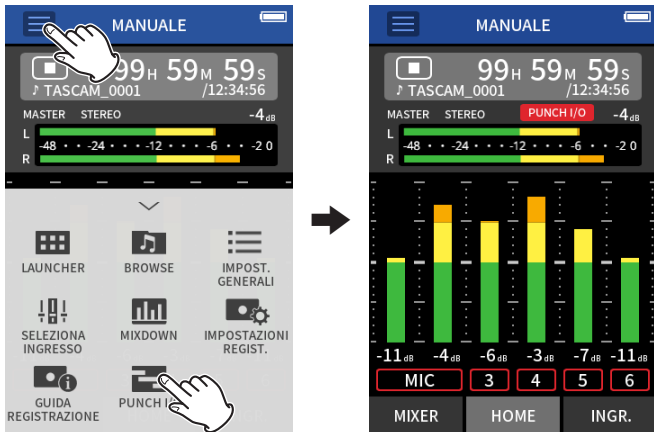 MANUALE
99H 59M 59S
♪ TASCAM_0001 /12:34:56
MASTER STEREO -4dB
L
-48 · · -24 · · · -12 · · · · -6 · · -2 0
R
LAUNCHER BROWSE IMPOST. GENERALI
SELEZIONA INGRESSO MIXDOWN IMPOSTAZIONI REGIST.
GUIDA REGISTRAZIONE PUNCH I/
MANUALE
99H 59M 59S
♪ TASCAM_0001 /12:34:56
MASTER STEREO PUNCH I/O -4dB
L
-48 · · -24 · · · -12 · · · · -6 · · -2 0
R
-11dB -4dB -6dB -3dB -7dB -11dB
MIC 3 4 5 6
MIXER HOME INGR.